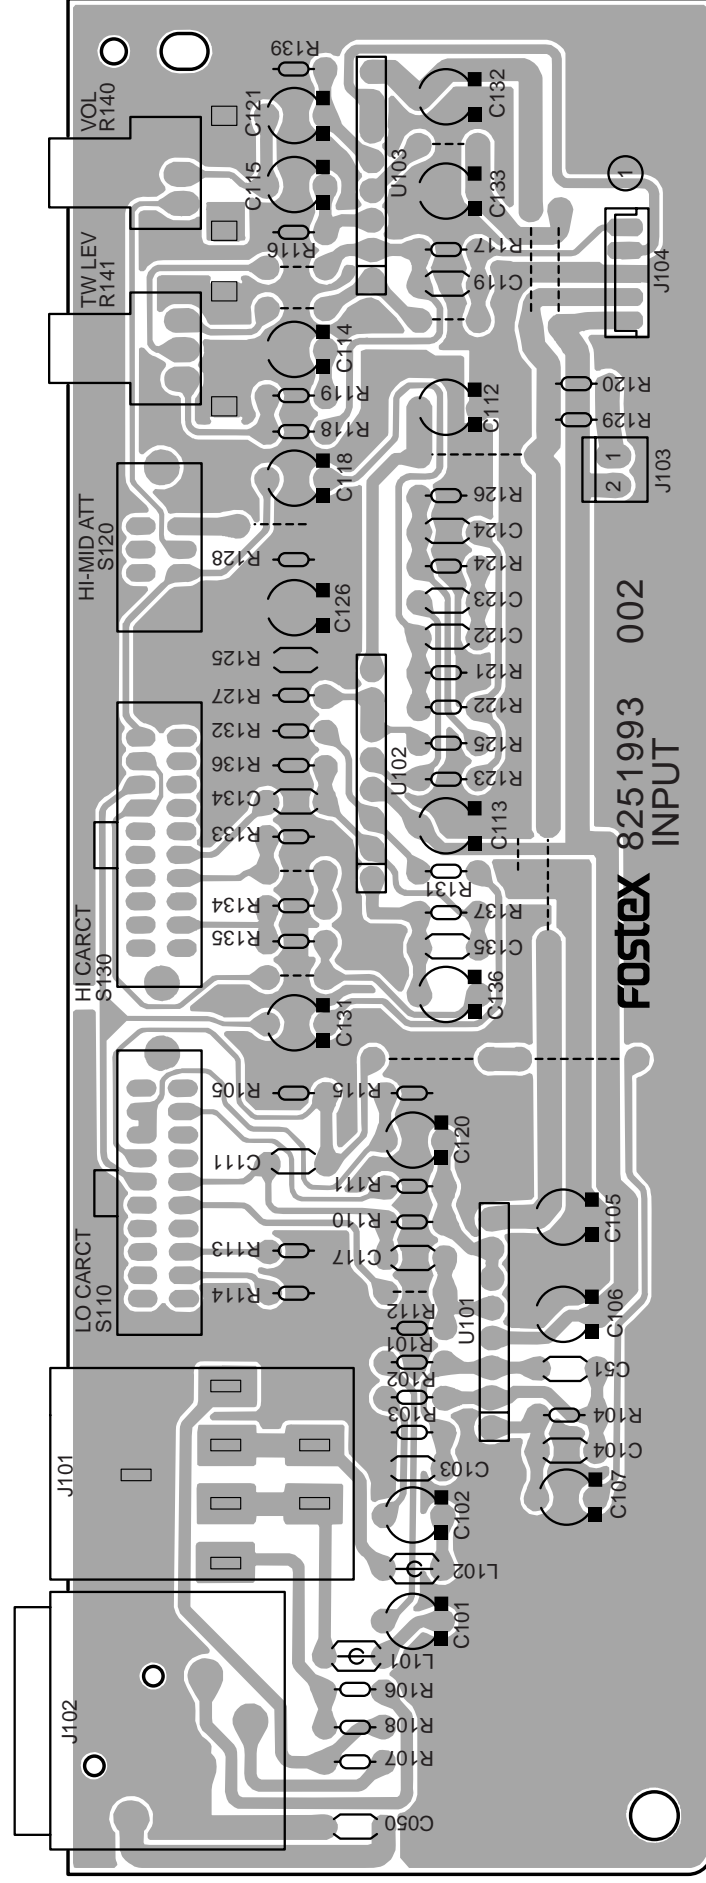 R139
VOL
R140
C121
C132
C115
U103
C133
1
R116
R117
TW LEV
R141
C119
J104
C114
R119
R118
C112
R120
R129
C118
1
2
J103
HI-MID ATT
S120
R126
C124
R128
R124
C126
C123
C122
R125
R121
R127
R122
R132
R125
R136
U102
R123
C134
C113
R133
R131
R134
R137
R135
C135
HI CARCT
S130
C131
C136
8251993 002
INPUT
FOSTEX
R105
R115
C120
C111
R111
R110
C105
LO CARCT
S110
R113
C117
R114
R112
U101
C106
R101
R102
C51
R103
R104
J101
C103
C104
C102
C107
L102
C101
L101
J102
R106
R108
R107
C050